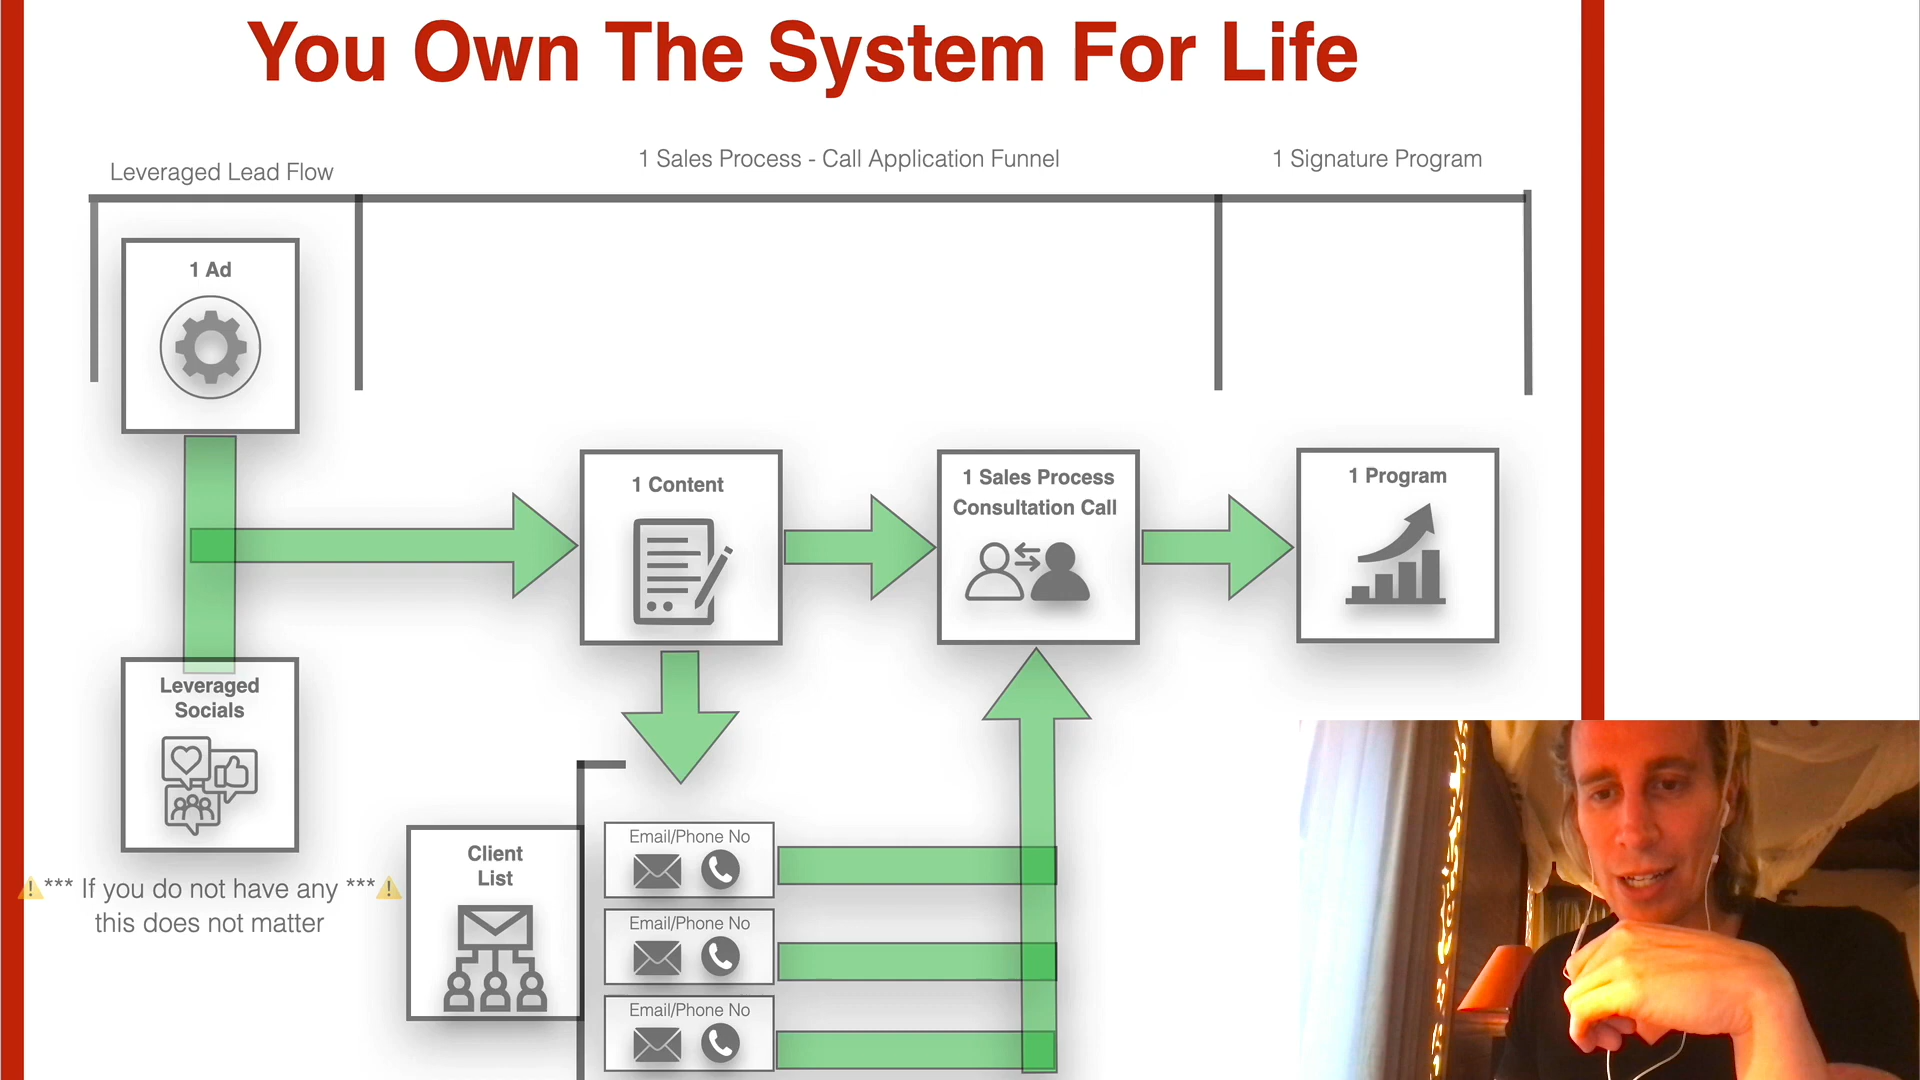 You Own The System For Life
Leveraged Lead Flow
1 Sales Process - Call Application Funnel
1 Signature Program
1 Ad
1 Content
1 Sales Process
Consultation Call
1 Program
Leveraged
Socials
⚠️*** If you do not have any ***⚠️
this does not matter
Client
List
Email/Phone No
Email/Phone No
Email/Phone No